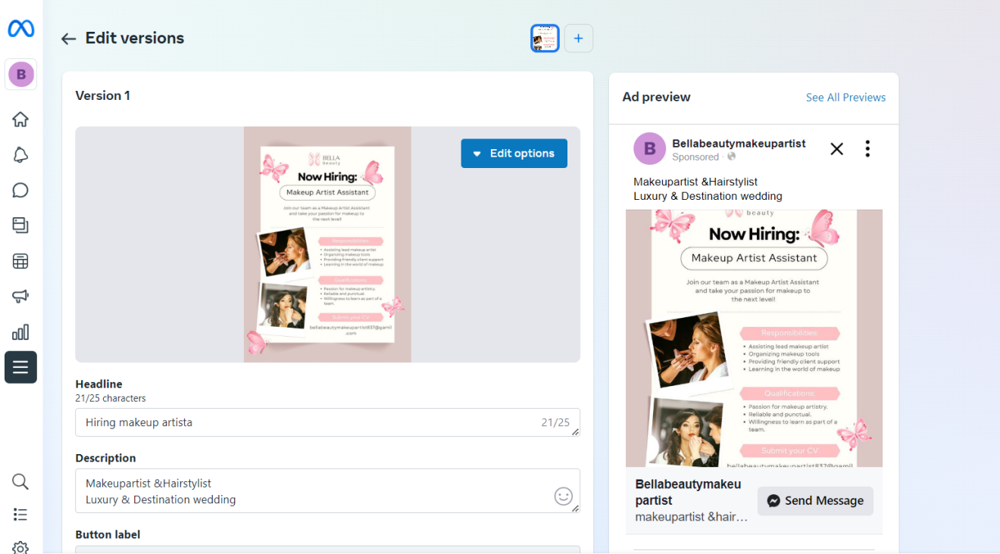 Edit versions
B
Version 1
Edit options
BELLA
beauty
Now Hiring:
Makeup Artist Assistant
Join our team as a Makeup Artist Assistant
and take your passion for makeup to
the next level!
Responsibilities:
• Assisting lead makeup artist
• Organizing makeup tools
• Providing friendly client support
• Learning in the world of makeup
Qualifications:
• Passion for makeup artistry.
• Reliable and punctual.
• Willingness to learn as part of a
team.
Submit your CV
bellabeautymakeupartist837@gamil
.com
Headline
21/25 characters
Hiring makeup artista
21/25
Description
Makeupartist &Hairstylist
Luxury & Destination wedding
Button label
Ad preview
See All Previews
B
Bellabeautymakeupartist
Sponsored ·
Makeupartist &Hairstylist
Luxury & Destination wedding
beauty
Now Hiring:
Makeup Artist Assistant
Join our team as a Makeup Artist Assistant
and take your passion for makeup to
the next level!
Responsibilities:
• Assisting lead makeup artist
• Organizing makeup tools
• Providing friendly client support
• Learning in the world of makeup
Qualifications:
• Passion for makeup artistry.
• Reliable and punctual.
• Willingness to learn as part of a
team.
Submit your CV
bellabeautymakeupartist837@gamil
Bellabeautymakeu
partist
makeupartist &hair...
Send Message